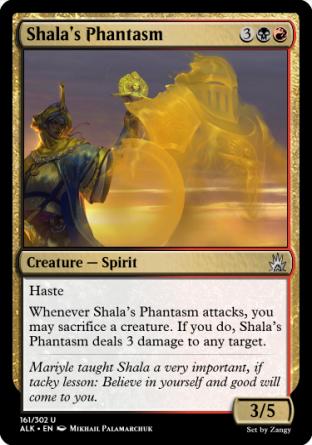 Shala's Phantasm 3
Creature — Spirit
Haste
Whenever Shala's Phantasm attacks, you
may sacrifice a creature. If you do, Shala's
Phantasm deals 3 damage to any target.
Mariyle taught Shala a very important, if
tacky lesson: Believe in yourself and good will
come to you.
3/5
161/302 U
ALK • EN Mikhail Palamarchuk
Set by Zangy